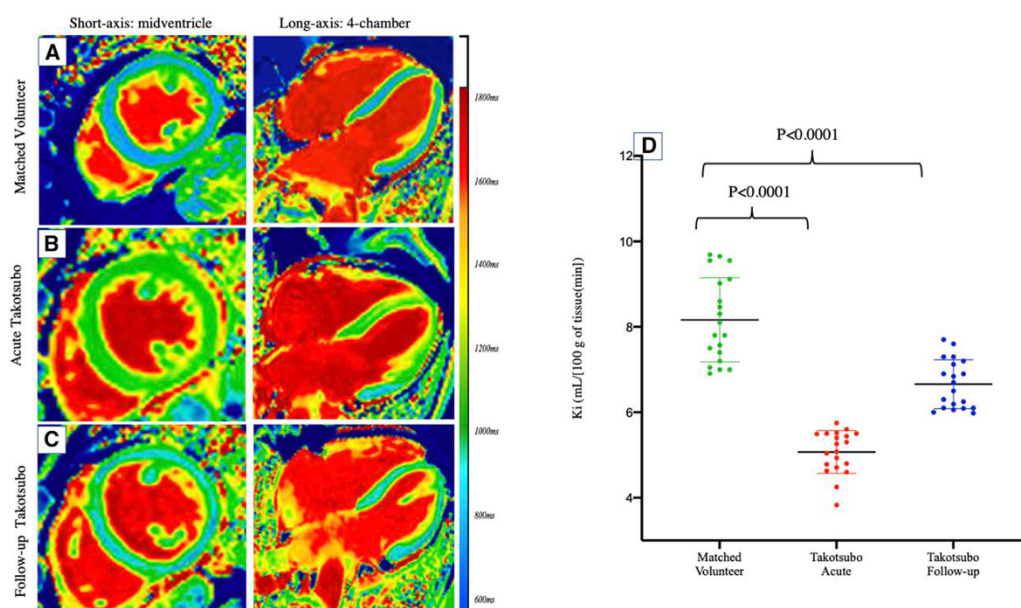 Short-axis: midventricle
Long-axis: 4-chamber
A
Matched Volunteer
B
Acute Takotsubo
C
Follow-up Takotsubo
1800ms
1600ms
1400ms
1200ms
1000ms
800ms
600ms
D
P<0.0001
P<0.0001
Ki (mL/[100 g of tissue(min])
12
10
8
6
4
Matched
Volunteer
Takotsubo
Acute
Takotsubo
Follow-up